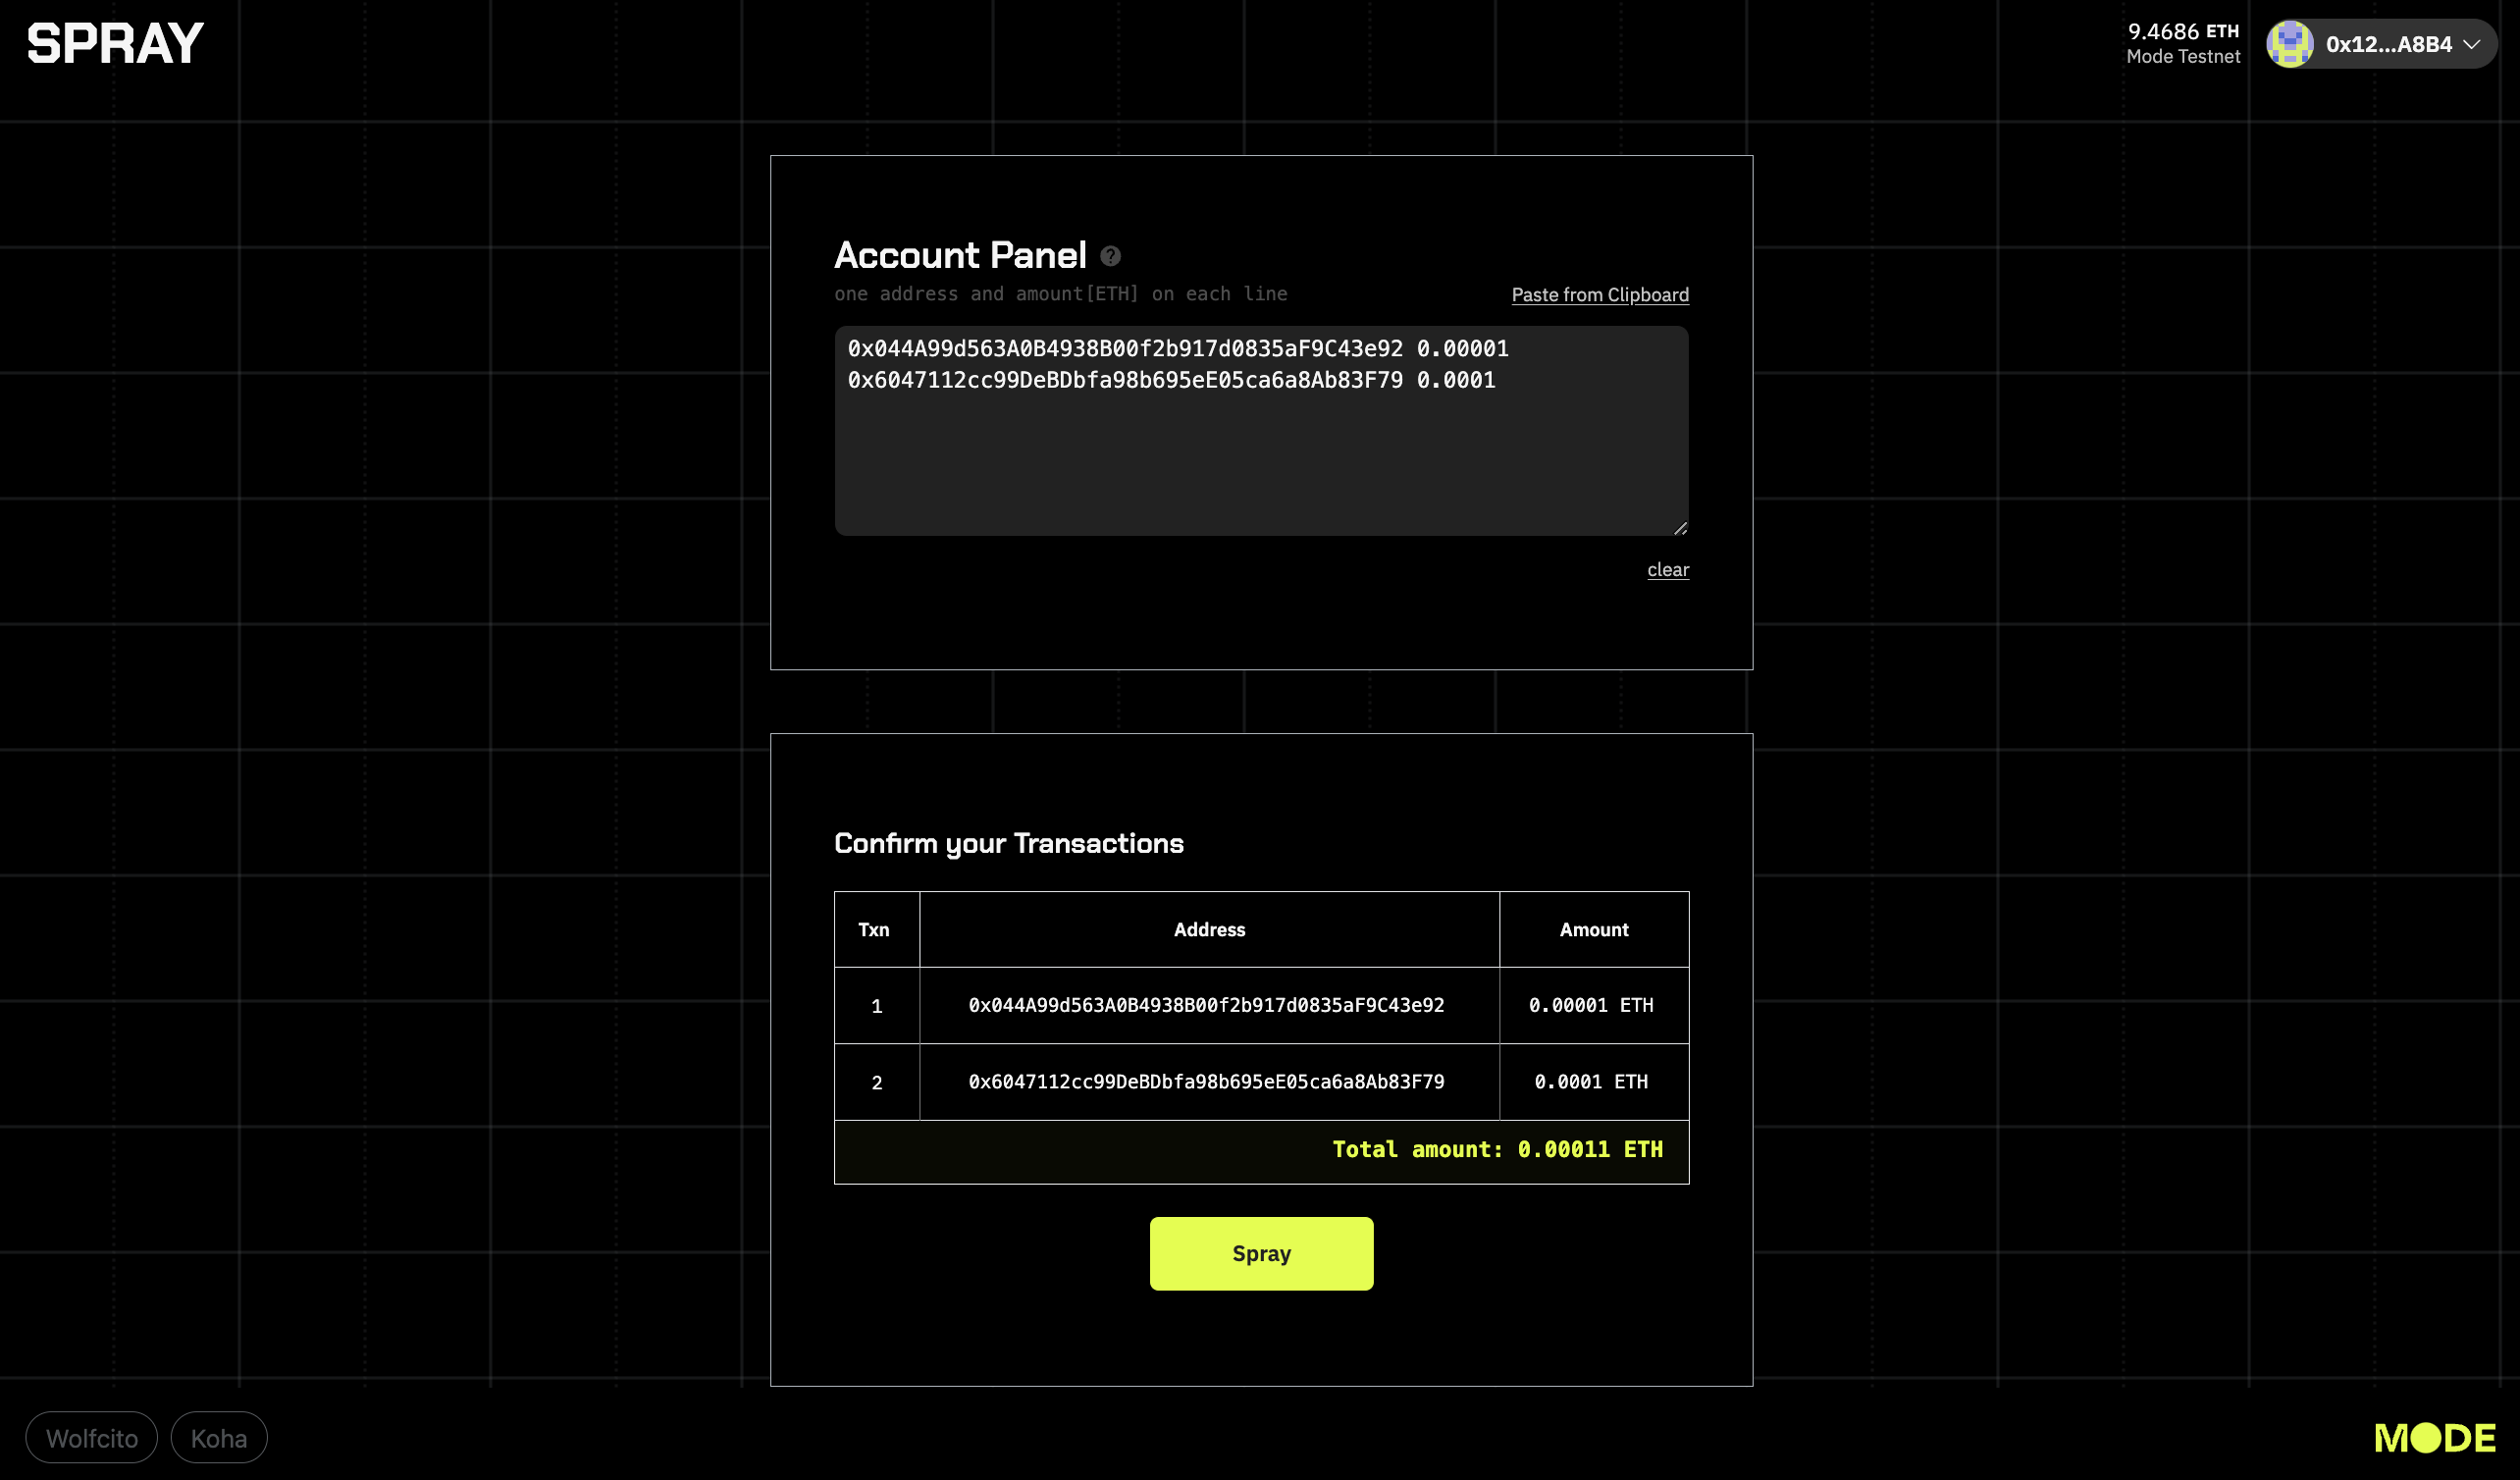 SPRAY
9.4686 ETH
Mode Testnet
0x12...A8B4
Account Panel ?
one address and amount[ETH] on each line
Paste from Clipboard
0x044A99d563A0B4938B00f2b917d0835aF9C43e92 0.00001
0x6047112cc99DeBDbfa98b695eE05ca6a8Ab83F79 0.0001
clear
Confirm your Transactions
Txn Address Amount
1 0x044A99d563A0B4938B00f2b917d0835aF9C43e92 0.00001 ETH
2 0x6047112cc99DeBDbfa98b695eE05ca6a8Ab83F79 0.0001 ETH
Total amount: 0.00011 ETH
Spray
Wolfcito Koha
MODE